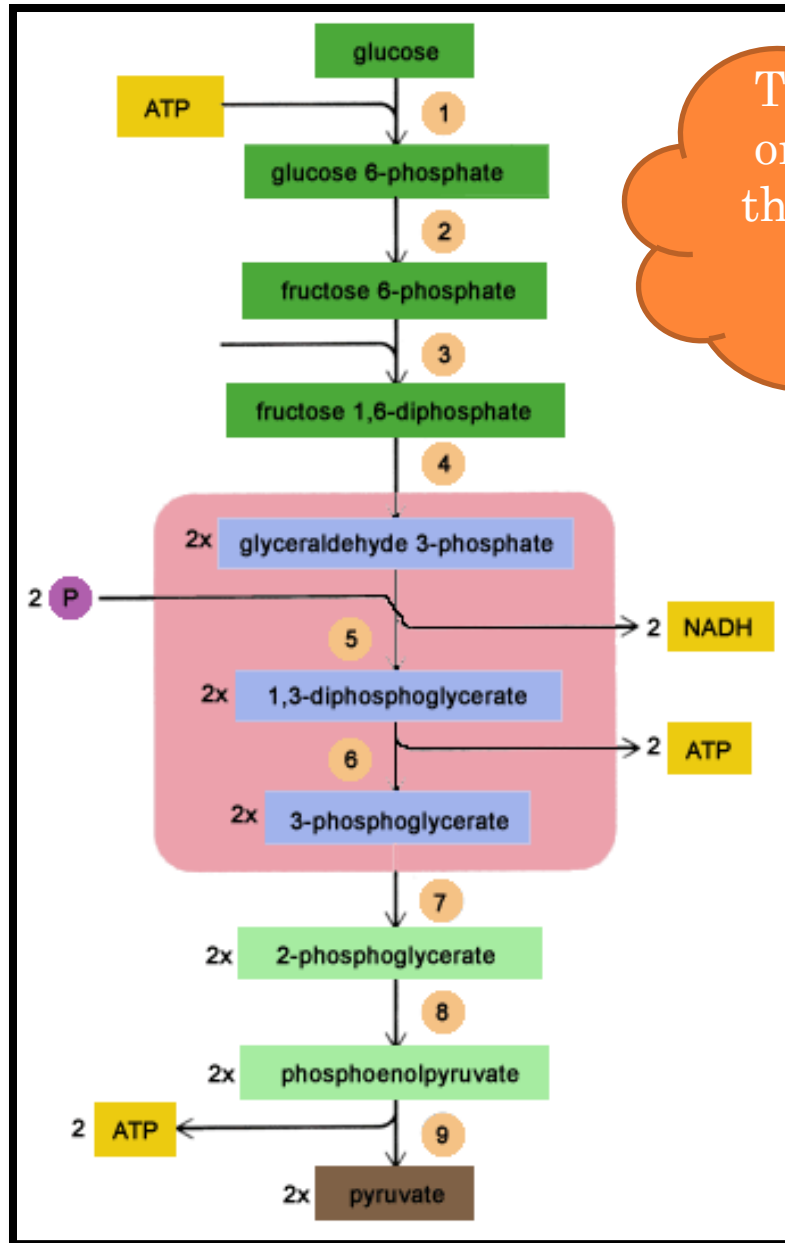 glucose
ATP
1
glucose 6-phosphate
2
fructose 6-phosphate
3
fructose 1,6-diphosphate
4
2x glyceraldehyde 3-phosphate
2 P
2 NADH
5
2x 1,3-diphosphoglycerate
2 ATP
6
2x 3-phosphoglycerate
7
2x 2-phosphoglycerate
8
2x phosphoenolpyruvate
2 ATP
9
2x pyruvate